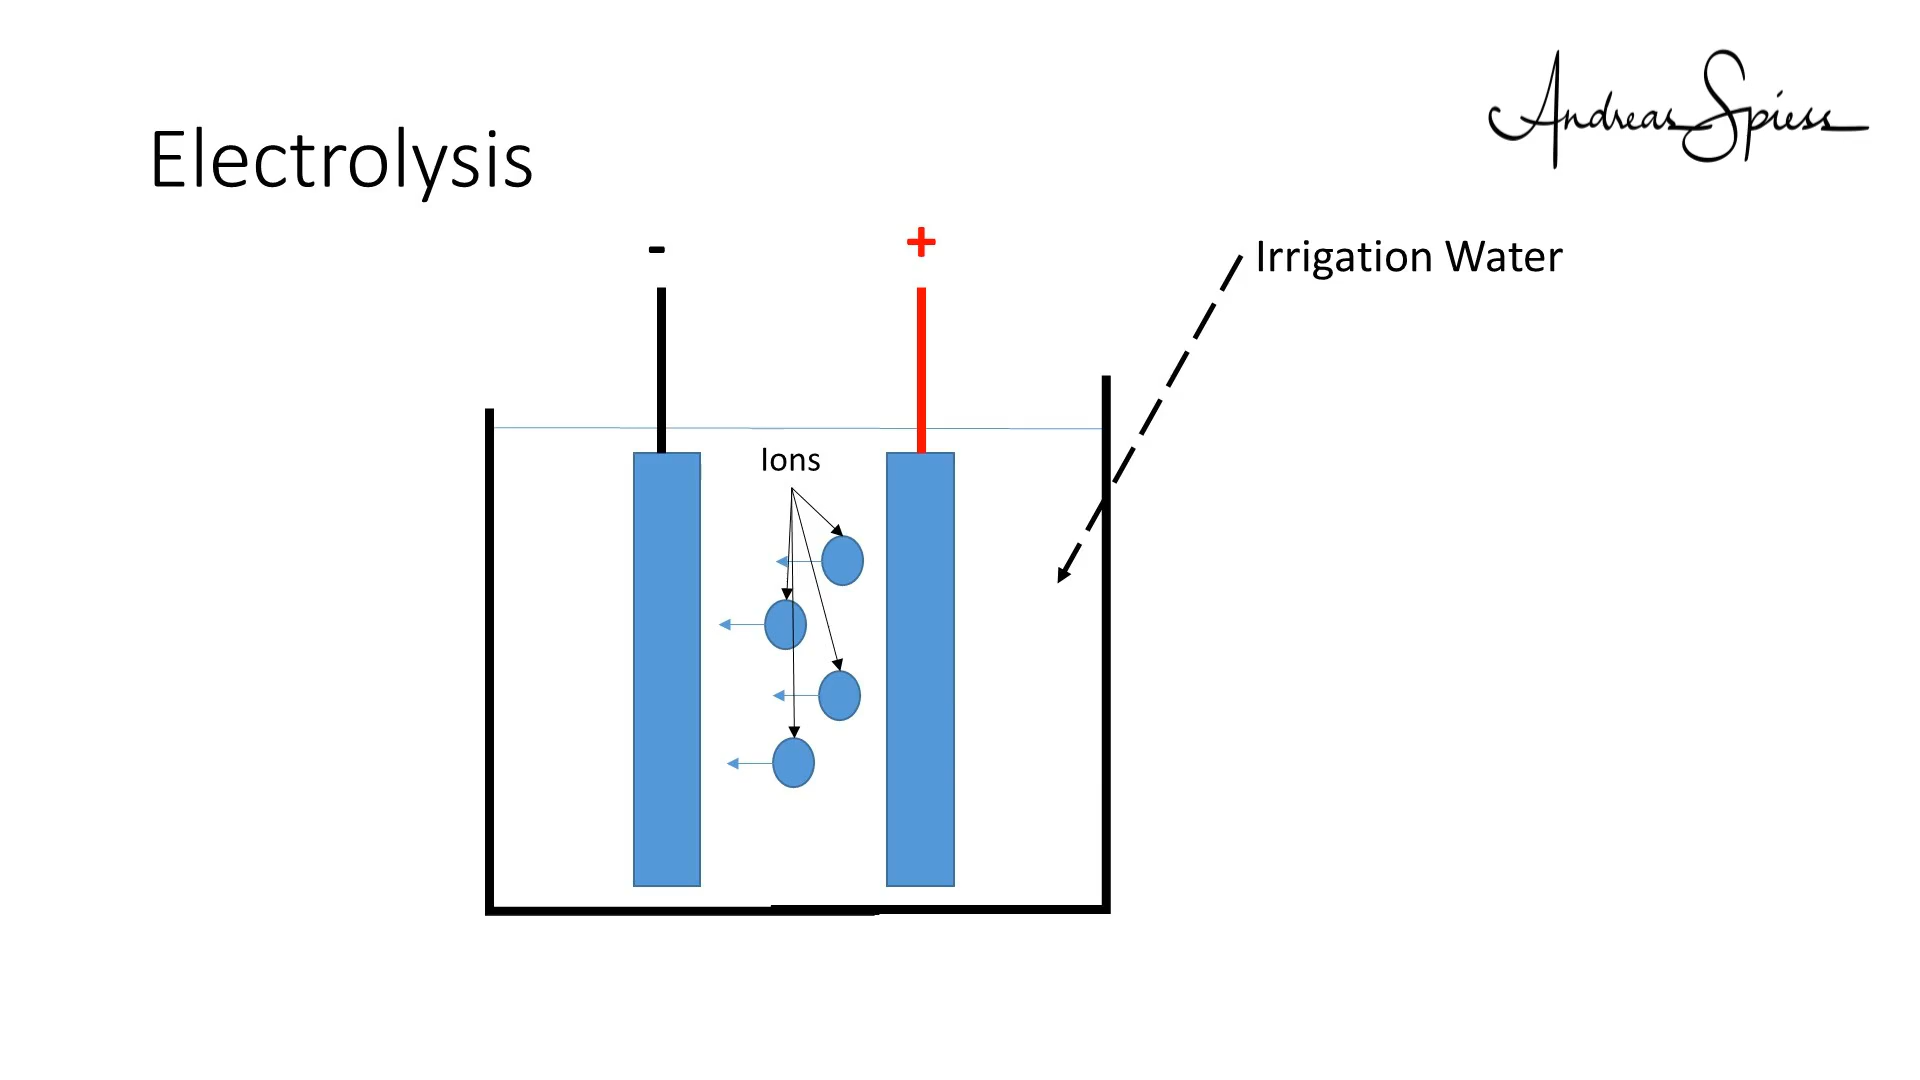 Andreas Spiess
Electrolysis
- +
Irrigation Water
Ions